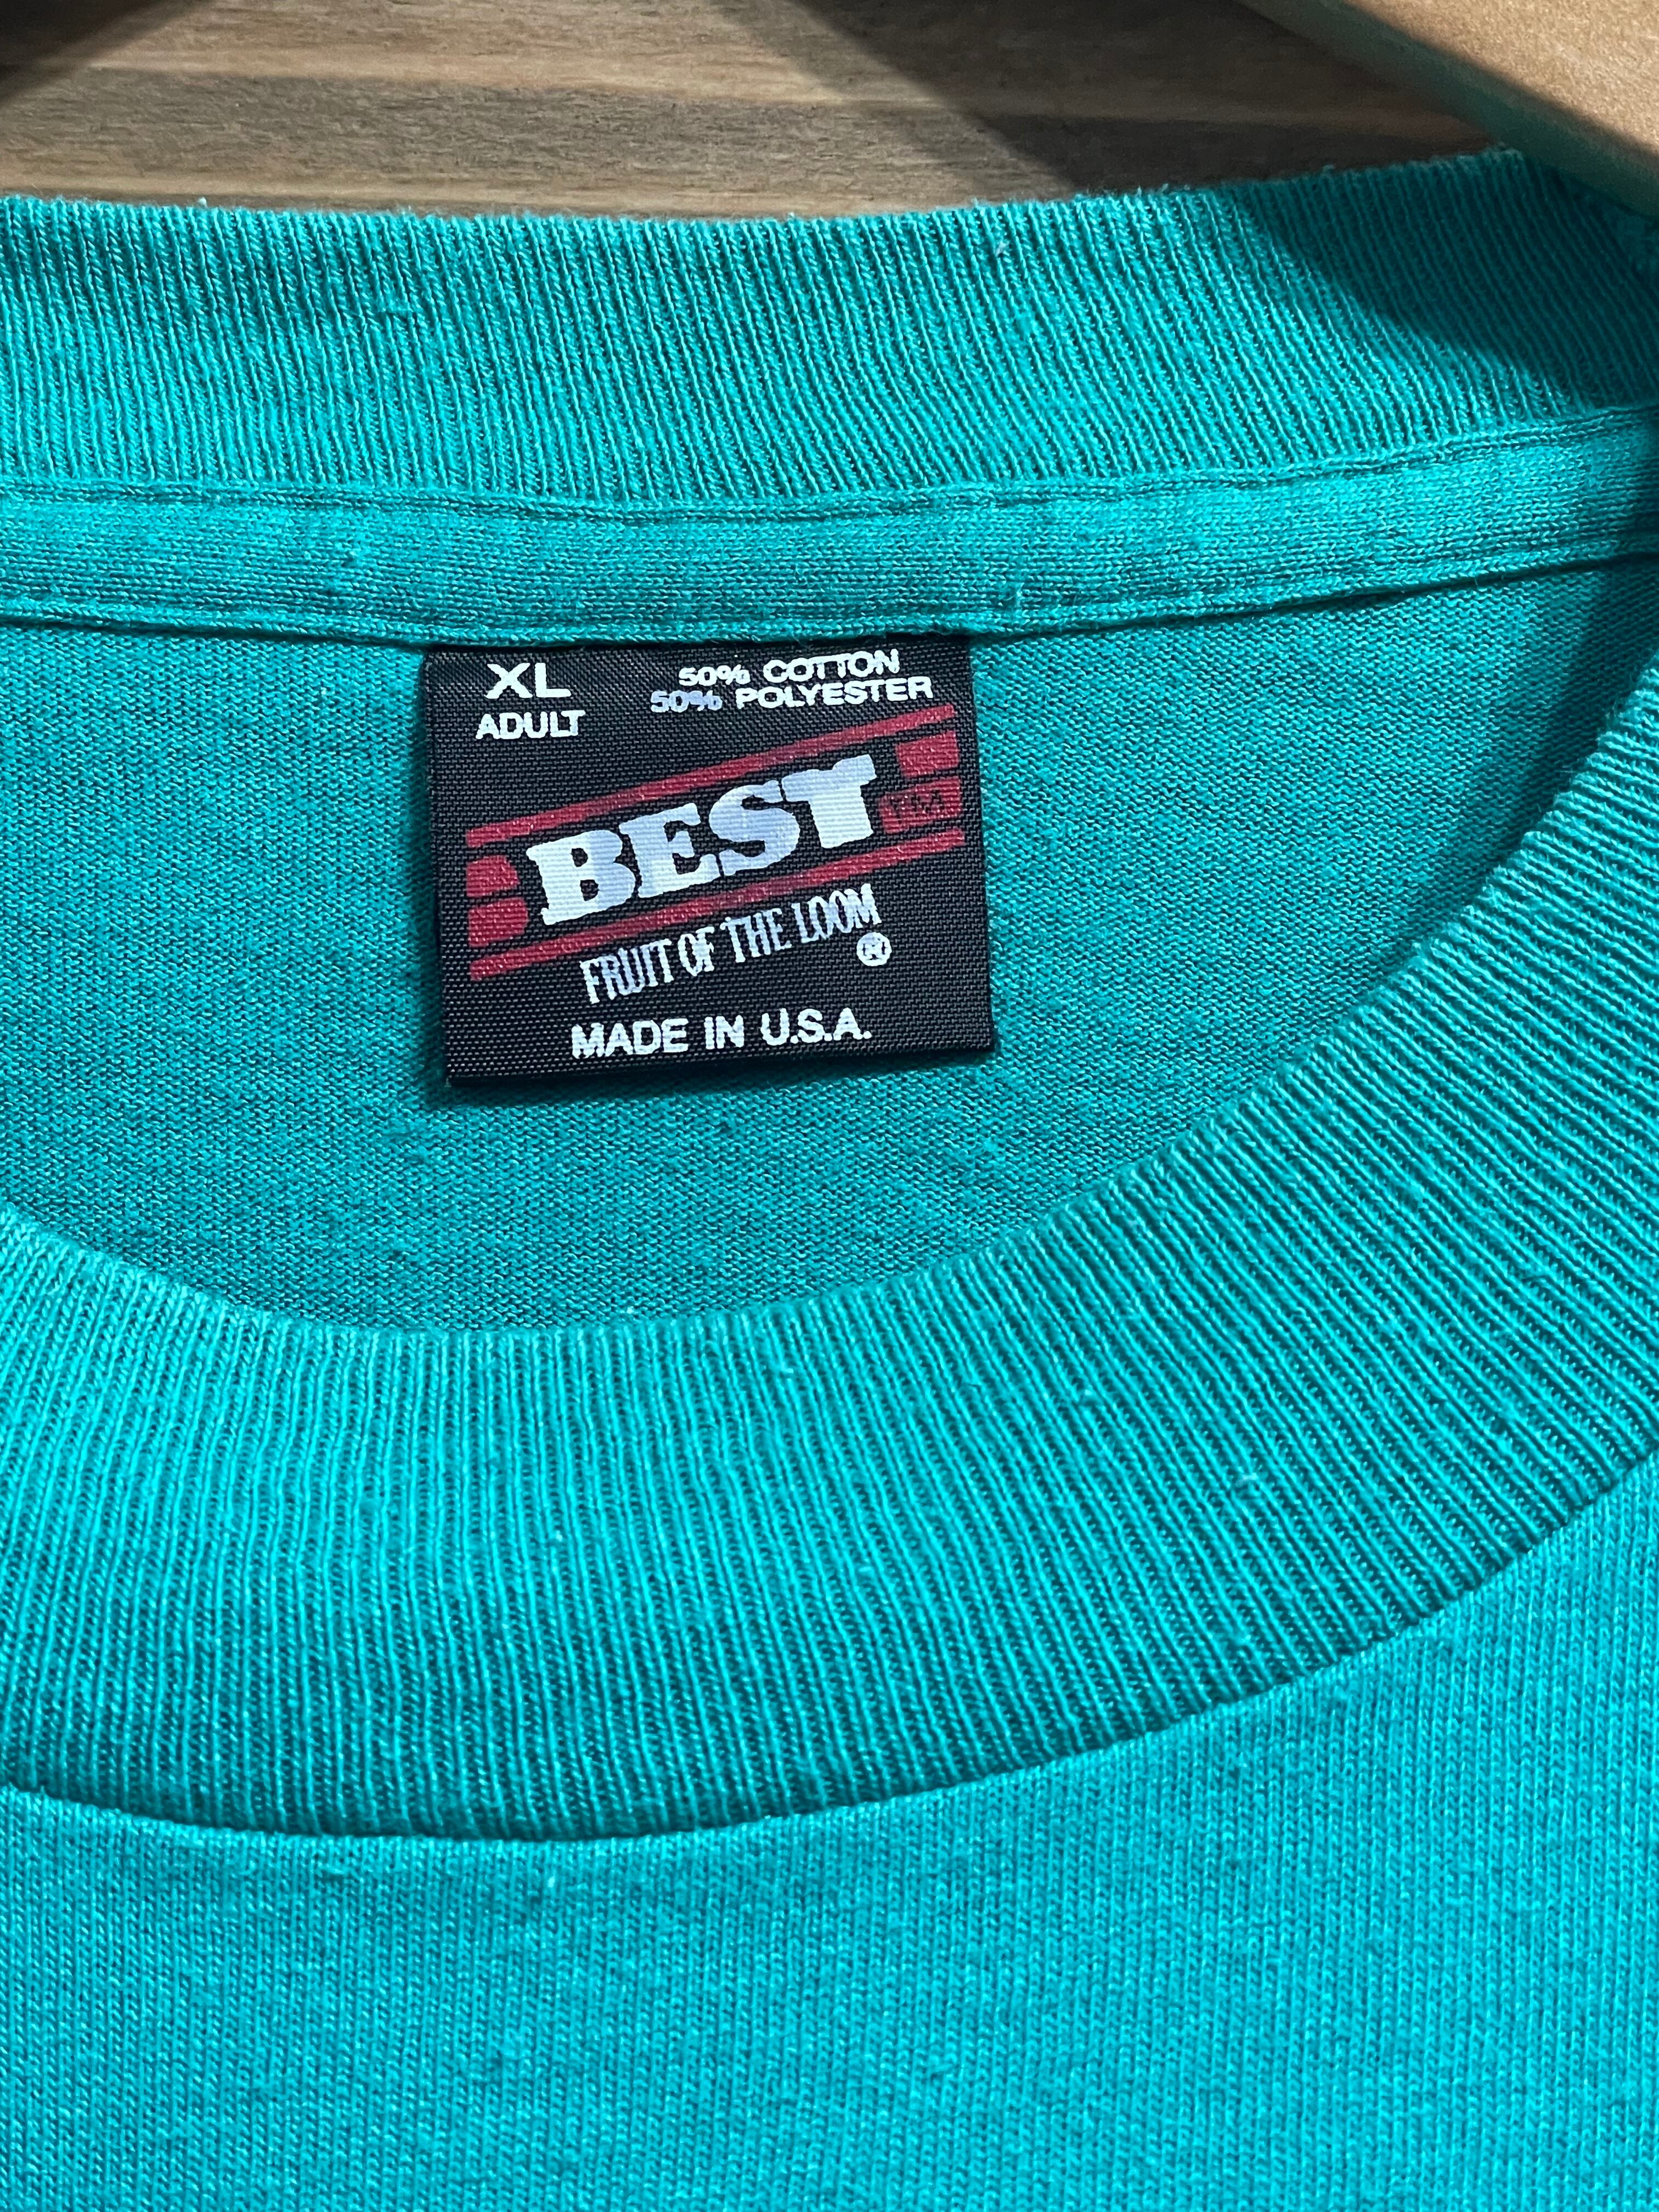 XL
ADULT
50% COTTON
50% POLYESTER
BEST TM
FRUIT OF THE LOOM
®
MADE IN U.S.A.